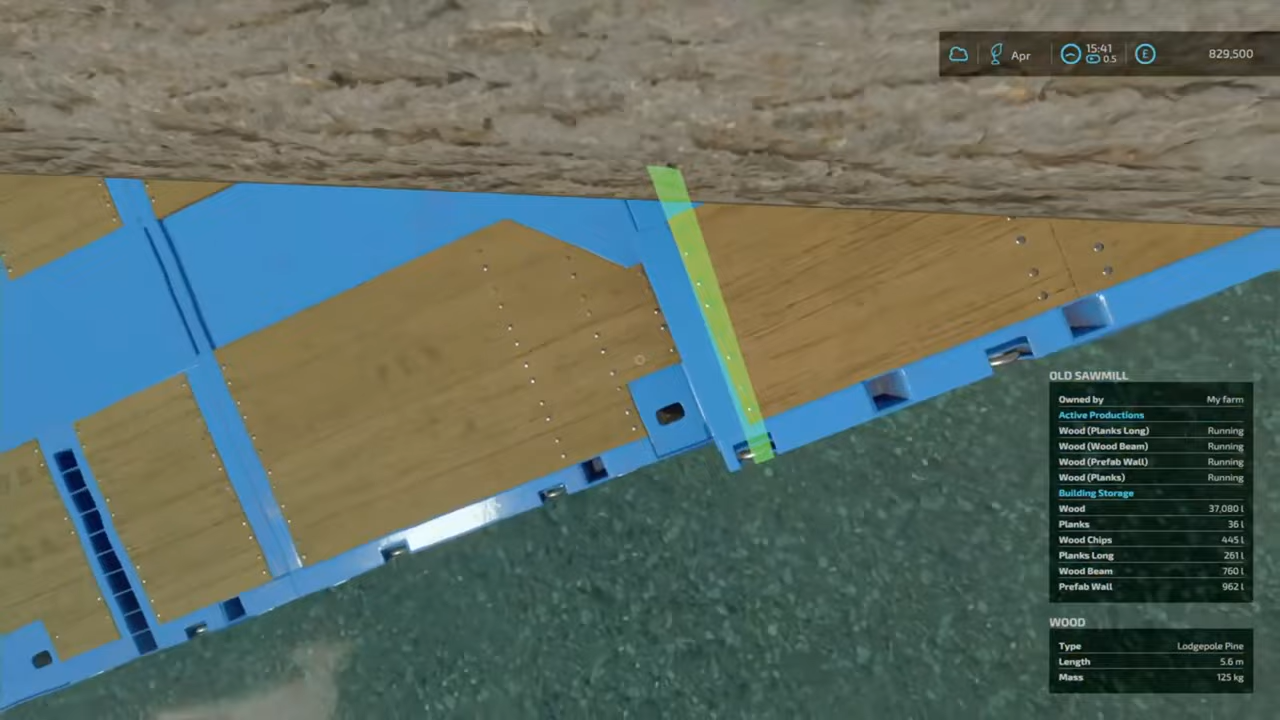 Apr
15:41
0.5
E
829,500
OLD SAWMILL
Owned by My farm
Active Productions
Wood (Planks Long) Running
Wood (Wood Beam) Running
Wood (Prefab Wall) Running
Wood (Planks) Running
Building Storage
Wood 37,080 l
Planks 36 l
Wood Chips 445 l
Planks Long 261 l
Wood Beam 760 l
Prefab Wall 962 l
WOOD
Type Lodgepole Pine
Length 5.6 m
Mass 125 kg